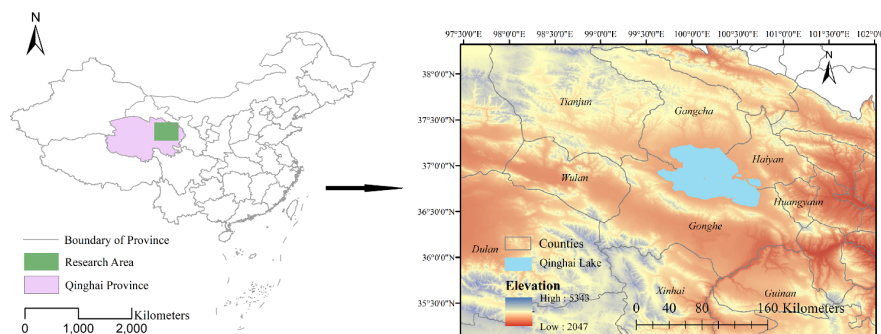 N
Boundary of Province
Research Area
Qinghai Province
Kilometers
0 1,000 2,000
97°30'0"E 98°0'0"E 98°30'0"E 99°0'0"E 99°30'0"E 100°0'0"E 100°30'0"E 101°0'0"E 101°30'0"E 102°0
38°0'0"N
37°30'0"N
37°0'0"N
36°30'0"N
36°0'0"N
35°30'0"N
N
Tianjun
Gangcha
Haiyan
Wulan
Huangyuan
Gonghe
Dulan
Xinhai
Guinan
Counties
Qinghai Lake
Elevation
High : 5343
Low : 2047
0 40 80 160 Kilometers